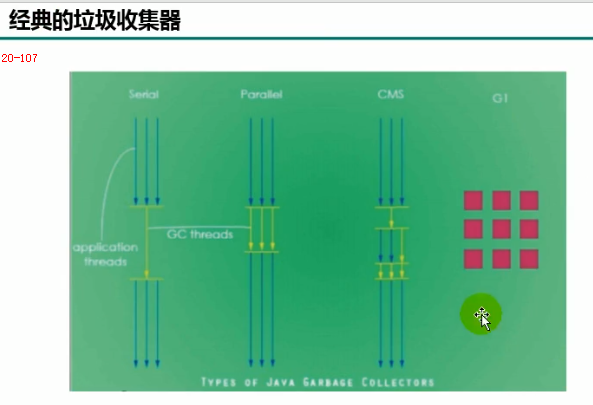 经典的垃圾收集器
20-107
Serial Parallel CMS G1
GC threads
application
threads
TYPES OF JAVA GARBAGE COLLECTORS